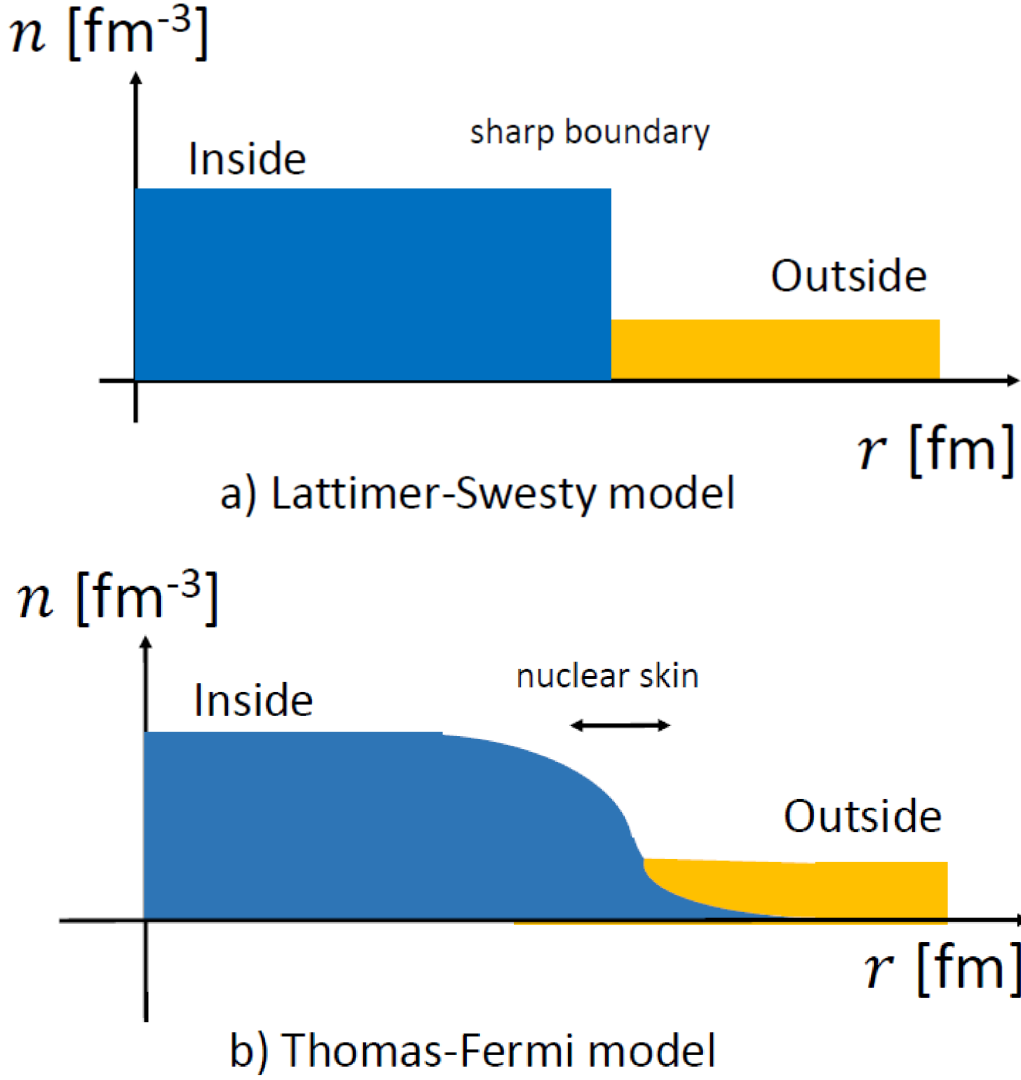 n [fm-3]
sharp boundary
Inside
Outside
r [fm]
a) Lattimer-Swesty model
n [fm-3]
nuclear skin
Inside
Outside
r [fm]
b) Thomas-Fermi model